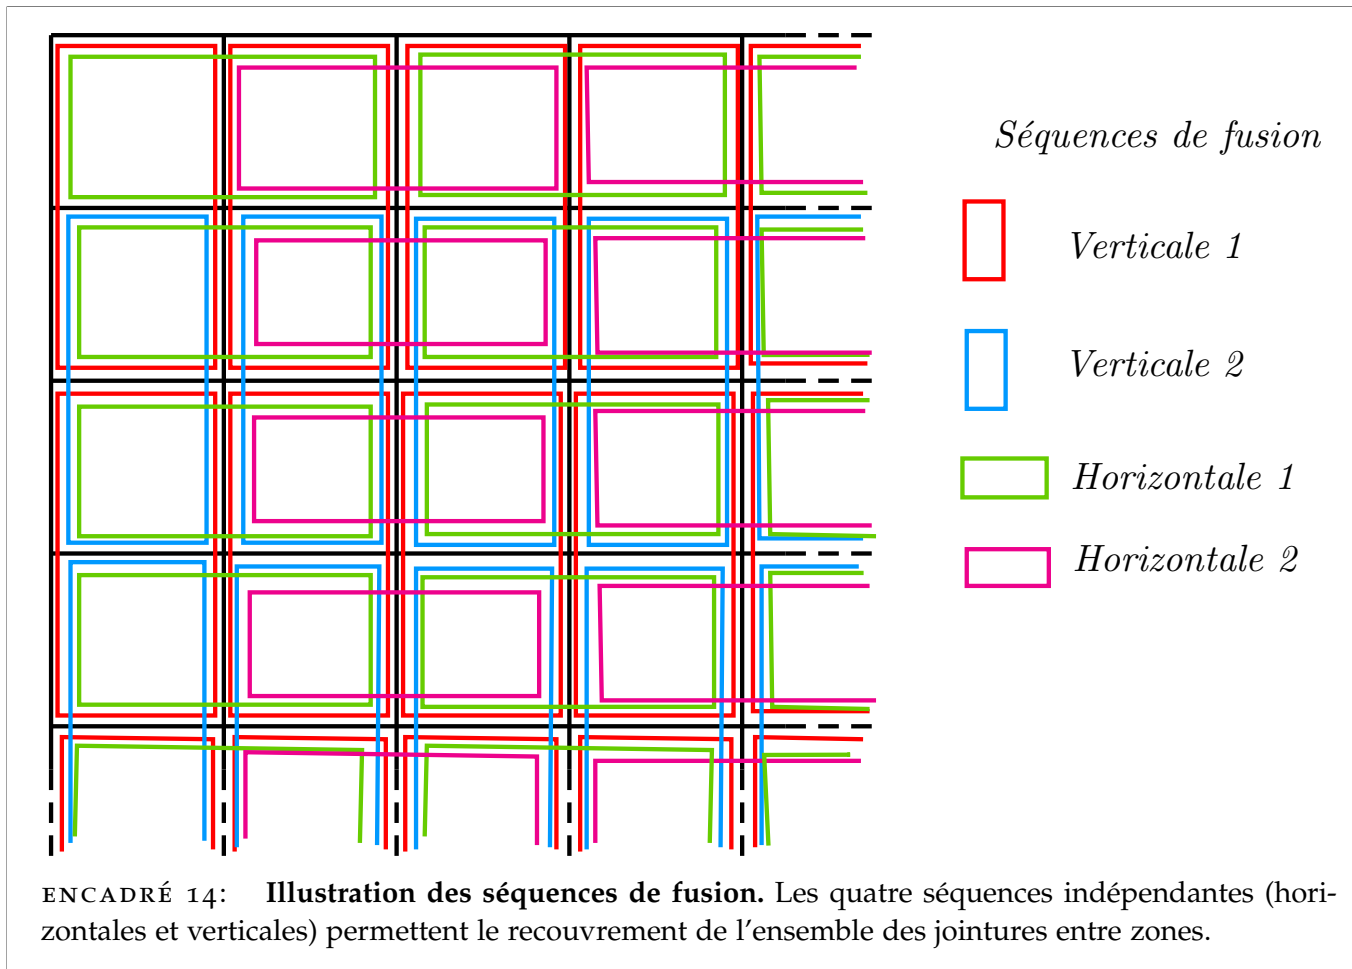 Séquences de fusion
Verticale 1
Verticale 2
Horizontale 1
Horizontale 2
ENCADRÉ 14: Illustration des séquences de fusion. Les quatre séquences indépendantes (hori-
zontales et verticales) permettent le recouvrement de l'ensemble des jointures entre zones.